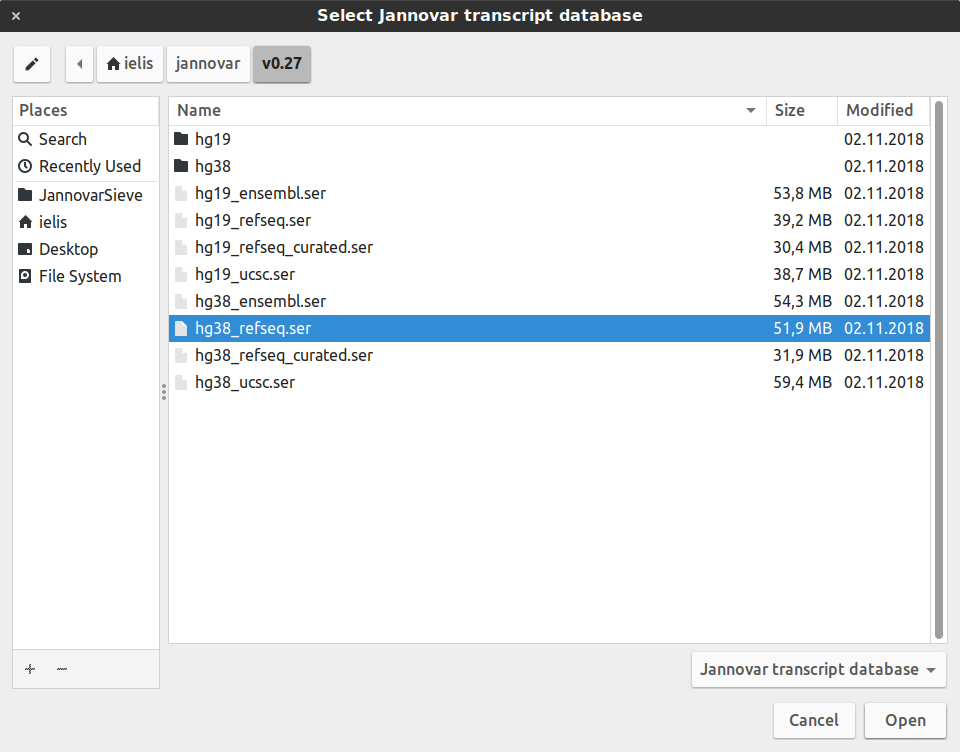 Select Jannovar transcript database
ielis jannovar v0.27
Places
Search
Recently Used
JannovarSieve
ielis
Desktop
File System
Name Size Modified
hg19 02.11.2018
hg38 02.11.2018
hg19_ensembl.ser 53,8 MB 02.11.2018
hg19_refseq.ser 39,2 MB 02.11.2018
hg19_refseq_curated.ser 30,4 MB 02.11.2018
hg19_ucsc.ser 38,7 MB 02.11.2018
hg38_ensembl.ser 54,3 MB 02.11.2018
hg38_refseq.ser 51,9 MB 02.11.2018
hg38_refseq_curated.ser 31,9 MB 02.11.2018
hg38_ucsc.ser 59,4 MB 02.11.2018
Jannovar transcript database
Cancel Open